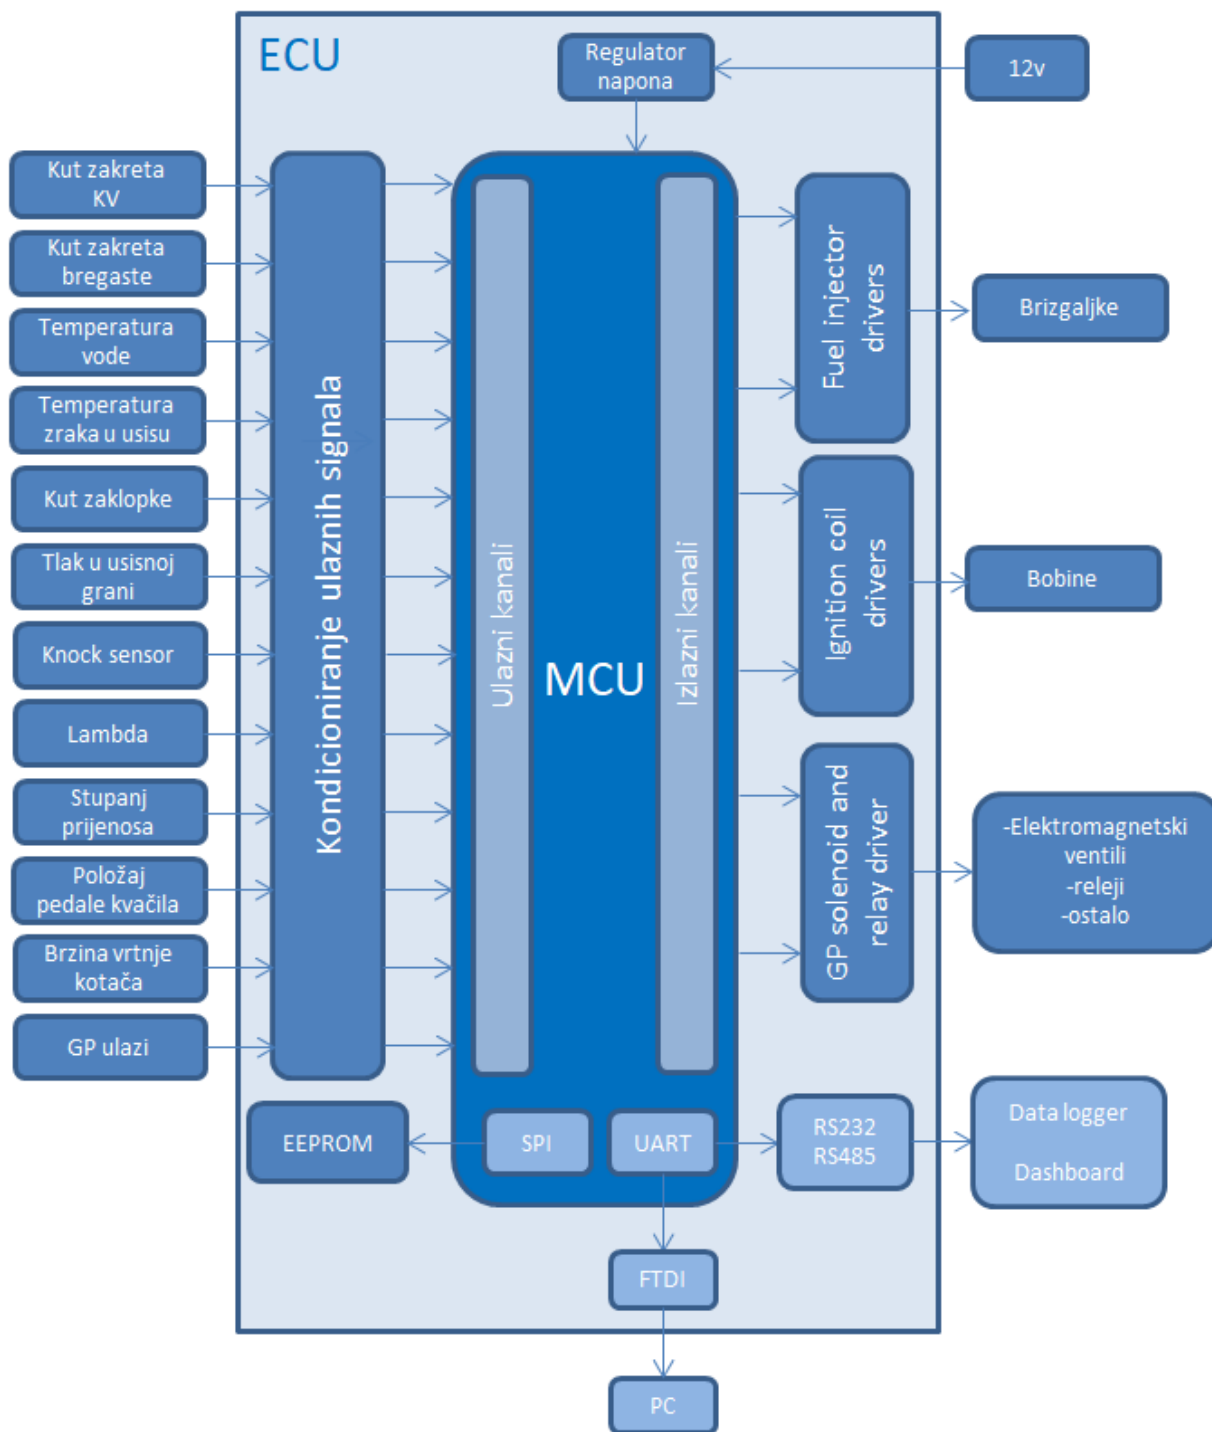 ECU
Regulator
napona
12v
Kut zakreta
KV
Kut zakreta
bregaste
Temperatura
vode
Temperatura
zraka u usisu
Kut zaklopke
Tlak u usisnoj
grani
Knock sensor
Lambda
Stupanj
prijenosa
Položaj
pedale kvačila
Brzina vrtnje
kotača
GP ulazi
Kondicioniranje ulaznih signala
Ulazni kanali
MCU
Izlazni kanali
Fuel injector
drivers
Brizgaljke
Ignition coil
drivers
Bobine
GP solenoid and
relay driver
-Elektromagnetski
ventili
-releji
-ostalo
EEPROM
SPI
UART
RS232
RS485
Data logger
Dashboard
FTDI
PC